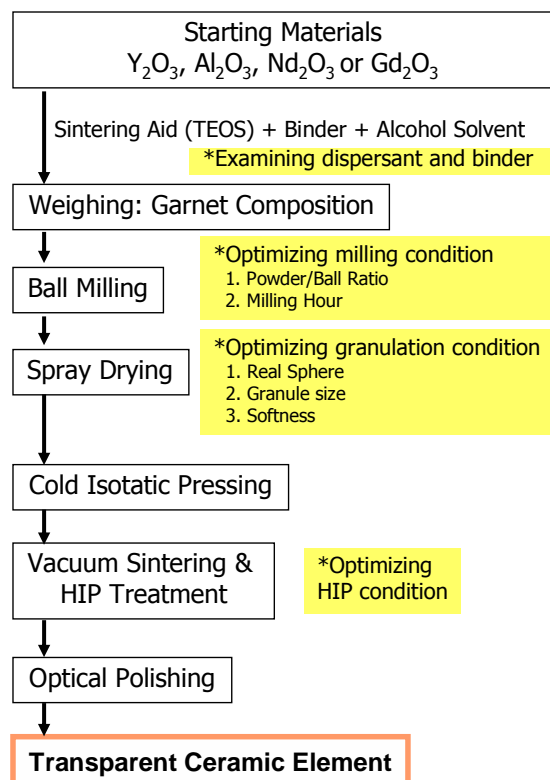 Starting Materials
Y₂O₃, Al₂O₃, Nd₂O₃ or Gd₂O₃
Sintering Aid (TEOS) + Binder + Alcohol Solvent
*Examining dispersant and binder
Weighing: Garnet Composition
*Optimizing milling condition
1. Powder/Ball Ratio
2. Milling Hour
Ball Milling
*Optimizing granulation condition
1. Real Sphere
2. Granule size
3. Softness
Spray Drying
Cold Isotatic Pressing
Vacuum Sintering &
HIP Treatment
*Optimizing
HIP condition
Optical Polishing
Transparent Ceramic Element